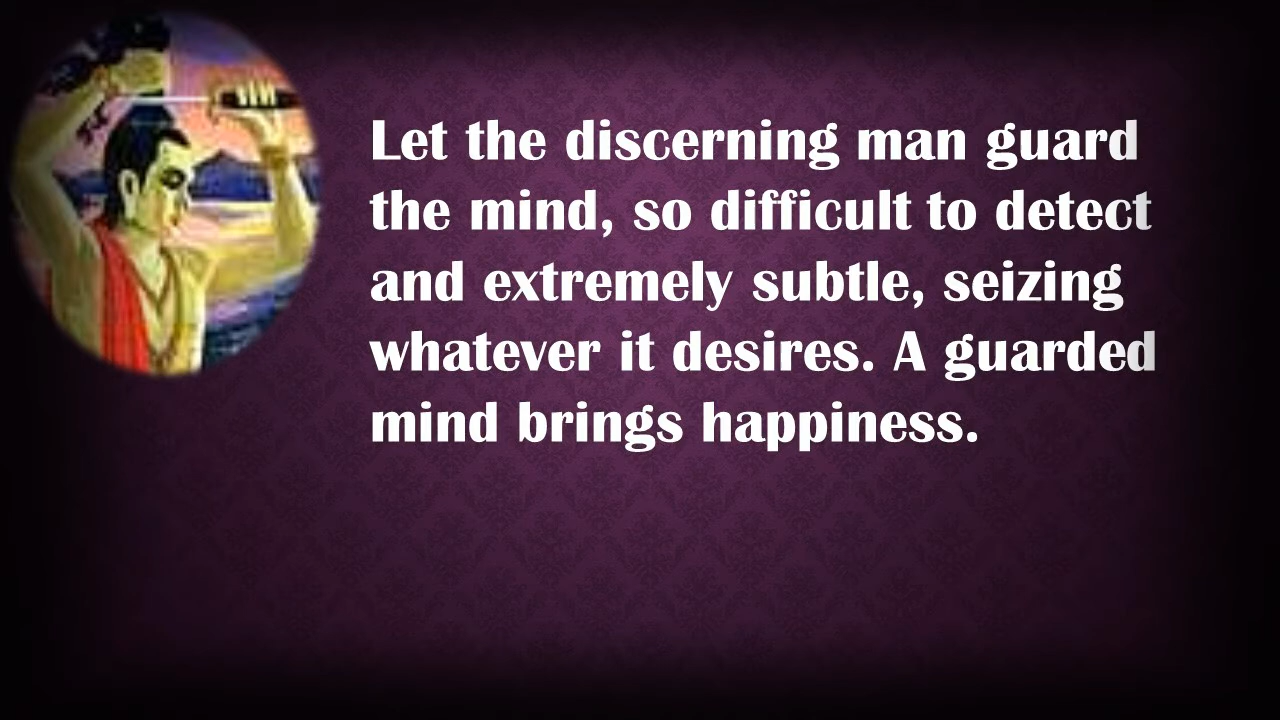 Let the discerning man guard
the mind, so difficult to detect
and extremely subtle, seizing
whatever it desires. A guarded
mind brings happiness.